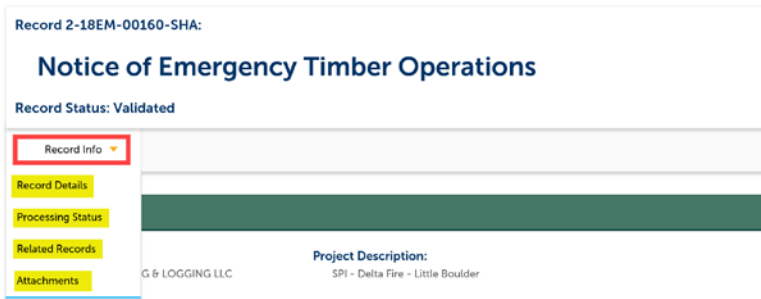 Record 2-18EM-00160-SHA:
Notice of Emergency Timber Operations
Record Status: Validated
Record Info
Record Details
Processing Status
Related Records
Attachments
G & LOGGING LLC
Project Description:
SPI - Delta Fire - Little Boulder